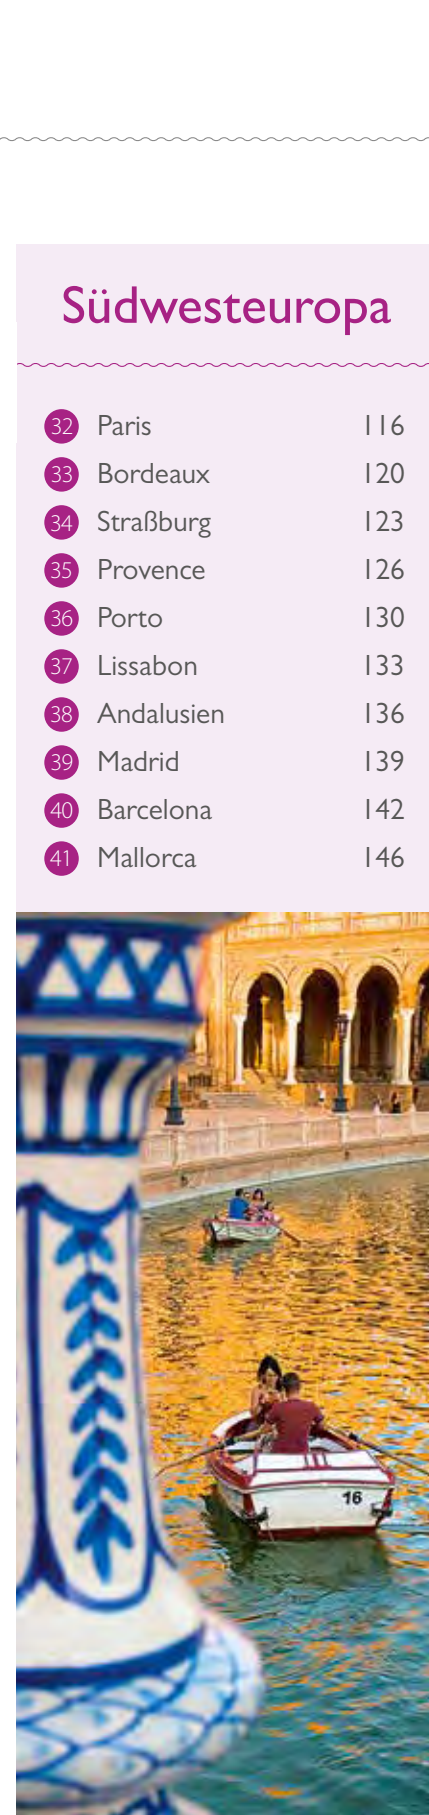 Südwesteuropa
32 Paris 116
33 Bordeaux 120
34 Straßburg 123
35 Provence 126
36 Porto 130
37 Lissabon 133
38 Andalusien 136
39 Madrid 139
40 Barcelona 142
41 Mallorca 146
16